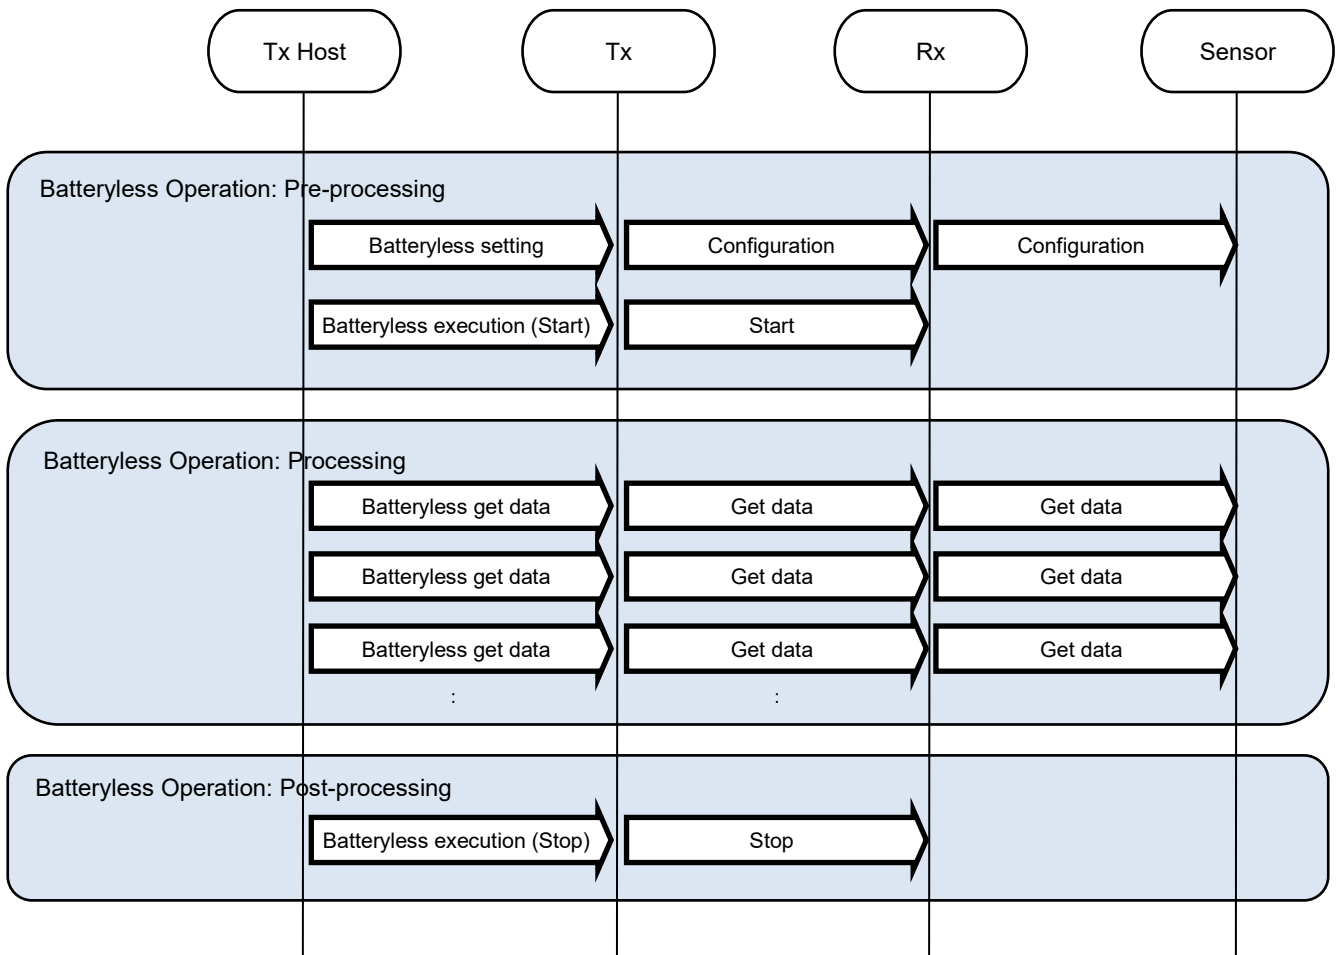 Tx Host
Tx
Rx
Sensor
Batteryless Operation: Pre-processing
Batteryless setting
Configuration
Configuration
Batteryless execution (Start)
Start
Batteryless Operation: Processing
Batteryless get data
Get data
Get data
Batteryless get data
Get data
Get data
Batteryless get data
Get data
Get data
:
:
Batteryless Operation: Post-processing
Batteryless execution (Stop)
Stop